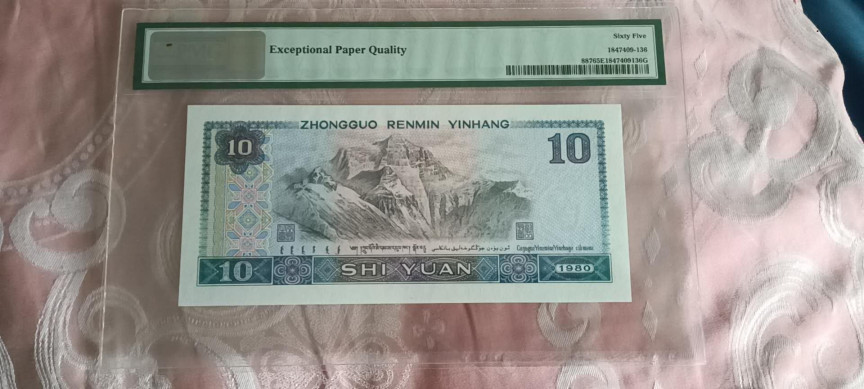 Exceptional Paper Quality
Sixty Five
1847409-136
88765E1847409136G
ZHONGGUO RENMIN YINHANG
10
10
10
SHI YUAN
1980